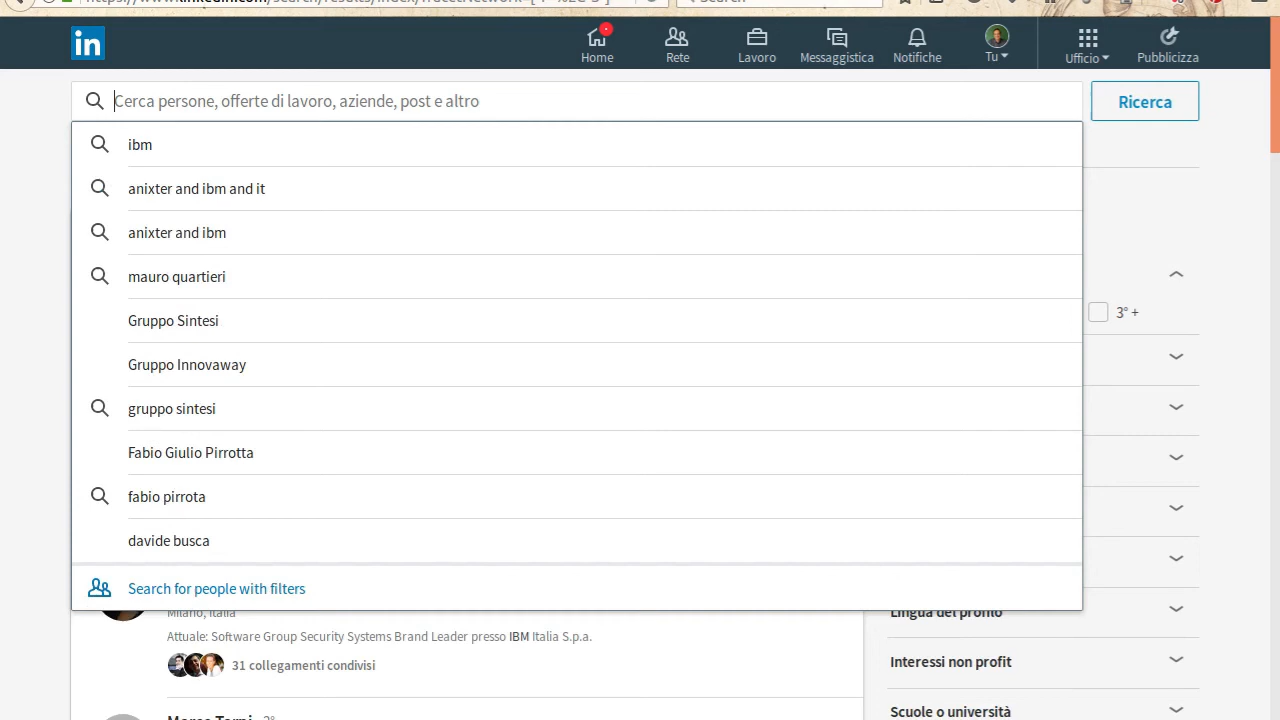 in
Home
Rete
Lavoro
Messaggistica
Notifiche
Tu
Ufficio
Pubblicizza
Cerca persone, offerte di lavoro, aziende, post e altro
Ricerca
ibm
anixter and ibm and it
anixter and ibm
mauro quartieri
Gruppo Sintesi
Gruppo Innovaway
gruppo sintesi
Fabio Giulio Pirrotta
fabio pirrota
davide busca
Search for people with filters
3° +
Milano, Italia
Attuale: Software Group Security Systems Brand Leader presso IBM Italia S.p.a.
31 collegamenti condivisi
Lingua del profilo
Interessi non profit
Scuole o università